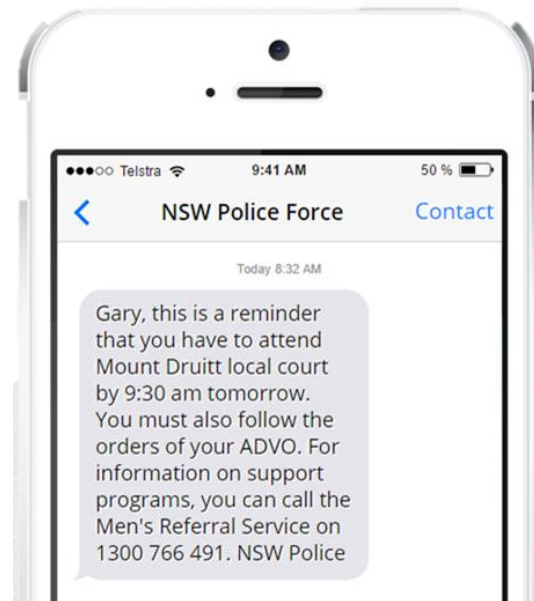 Telstra 9:41 AM 50 %
NSW Police Force Contact
Today 8:32 AM
Gary, this is a reminder
that you have to attend
Mount Druitt local court
by 9:30 am tomorrow.
You must also follow the
orders of your ADVO. For
information on support
programs, you can call the
Men's Referral Service on
1300 766 491. NSW Police